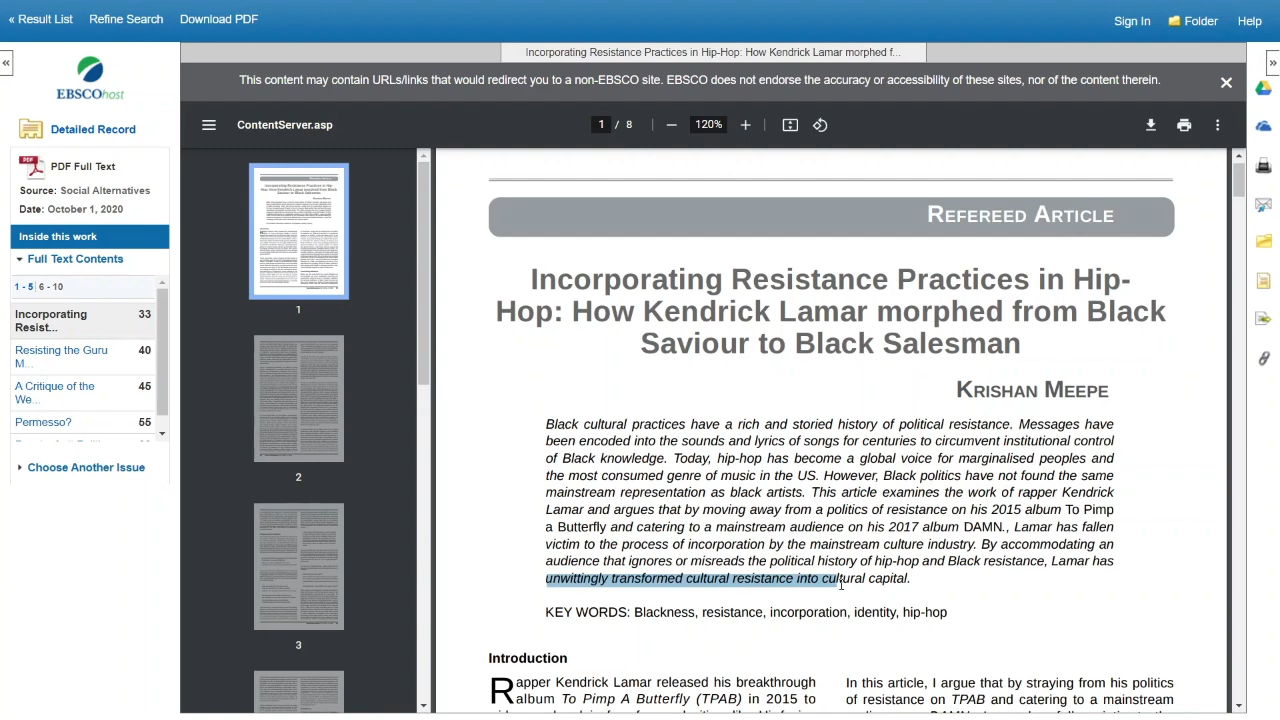 « Result List Refine Search Download PDF
Sign In Folder Help
Incorporating Resistance Practices in Hip-Hop: How Kendrick Lamar morphed f...
« »
This content may contain URLs/links that would redirect you to a non-EBSCO site. EBSCO does not endorse the accuracy or accessibility of these sites, nor of the content therein.
EBSCOhost
Detailed Record
PDF Full Text
Source: Social Alternatives
Date: October 1, 2020
Inside this work
Full Text Contents
1 - 5 6 - 10
Incorporating 33
Resist...
Resisting the Guru 40
M...
A Critique of the 45
We...
Permesso? 55
Choose Another Issue
ContentServer.asp
1 / 8 — 120% +
1
2
3
REFEREED ARTICLE
Incorporating Resistance Practices in Hip-
Hop: How Kendrick Lamar morphed from Black
Saviour to Black Salesman
KRISHAN MEEPE
Black cultural practices have a rich and storied history of political resistance. Messages have
been encoded into the sound and lyrics of songs for centuries to circumvent institutional control
of Black knowledge. Today, hip-hop has become a global voice for marginalised peoples and
the most consumed genre of music in the US. However, Black politics have not found the same
mainstream representation as black artists. This article examines the work of rapper Kendrick
Lamar. I argue that by straying from a politics of resistance on his 2015 album To Pimp
a Butterfly and catering to a mainstream audience on his 2017 album DAMN., Lamar has fallen
victim to the process of incorporation into the mainstream culture industry. By accommodating an
audience that ignores or rejects the political history of hip-hop and Black resistance, Lamar has
unwittingly transformed acts of resistance into cultural capital.
KEYWORDS: Blackness, resistance, incorporation, identity, hip-hop
Introduction
Rapper Kendrick Lamar achieved breakthrough
To Pimp a Butterfly (TPAB) in 2015 by
In this article, I argue that by straying from his politics
of resistance on TPAB and catering to a mainstream